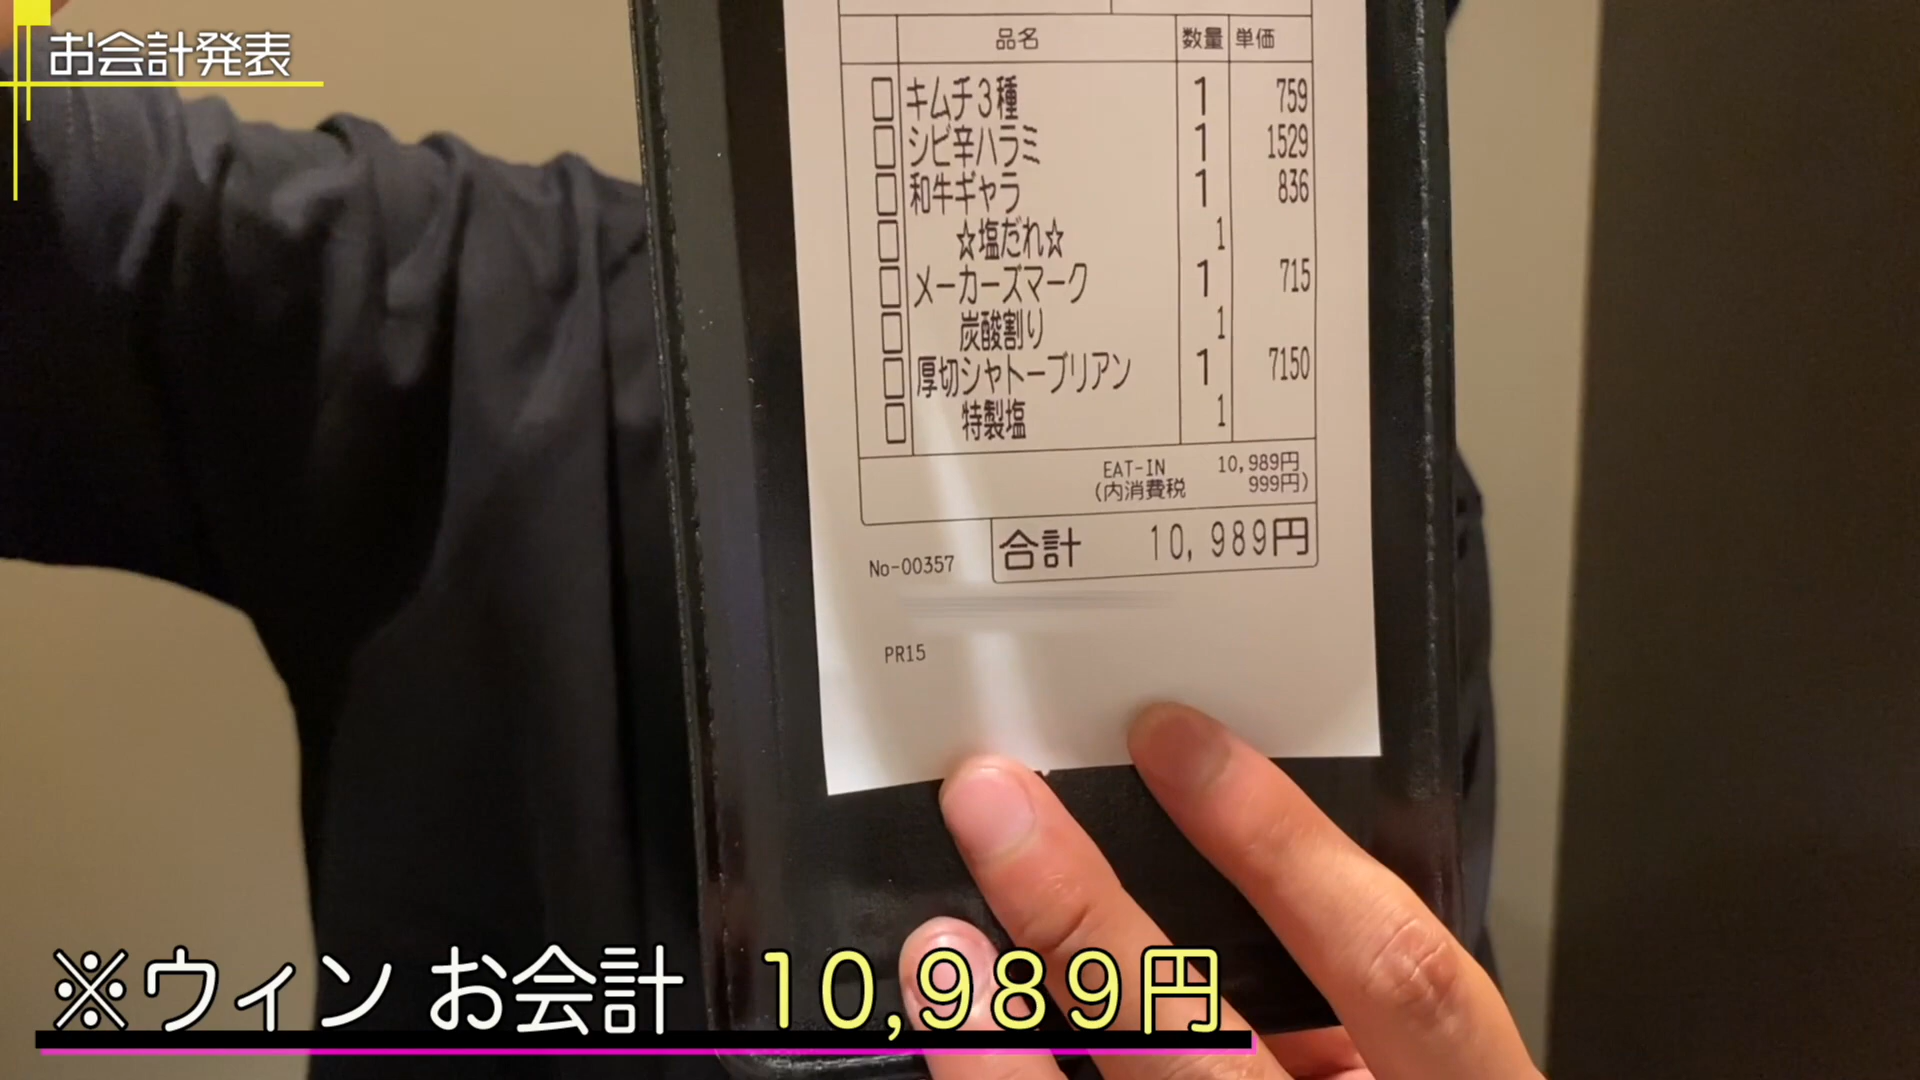 お会計発表
品名 数量 単価
キムチ3種 1 759
シビ辛ハラミ 1 1529
和牛ギャラ 1 836
☆塩だれ☆ 1
メーカーズマーク 1 715
炭酸割り 1
厚切シャトーブリアン 1 7150
特製塩 1
EAT-IN 10,989円
(内消費税 999円)
合計 10,989円
No-00357
PR15
※ウィン お会計 10,989円